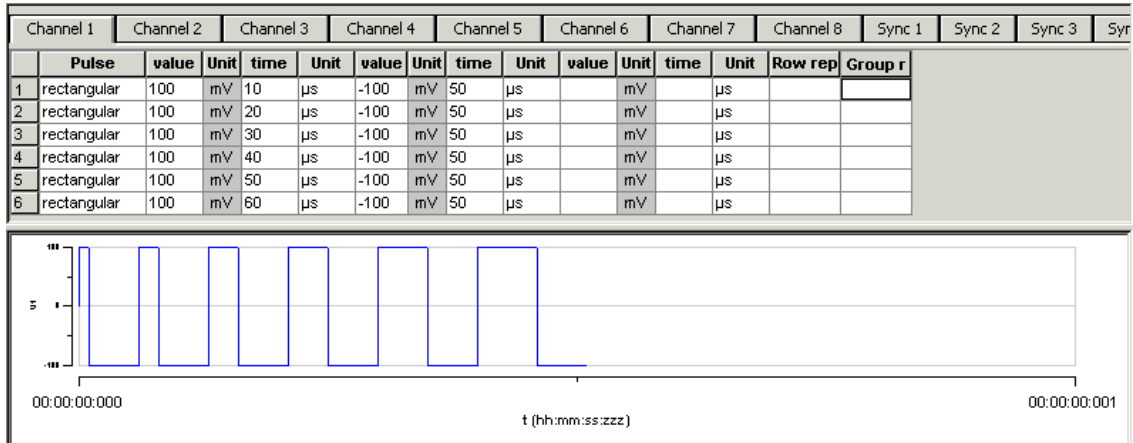 Channel 1 Channel 2 Channel 3 Channel 4 Channel 5 Channel 6 Channel 7 Channel 8 Sync 1 Sync 2 Sync 3 Syr
Pulse value Unit time Unit value Unit time Unit value Unit time Unit Row rep Group r
1 rectangular 100 mV 10 µs -100 mV 50 µs mV µs
2 rectangular 100 mV 20 µs -100 mV 50 µs mV µs
3 rectangular 100 mV 30 µs -100 mV 50 µs mV µs
4 rectangular 100 mV 40 µs -100 mV 50 µs mV µs
5 rectangular 100 mV 50 µs -100 mV 50 µs mV µs
6 rectangular 100 mV 60 µs -100 mV 50 µs mV µs
100
0
-100
00:00:00:000 00:00:00:001
t (hh:mm:ss:zzz)